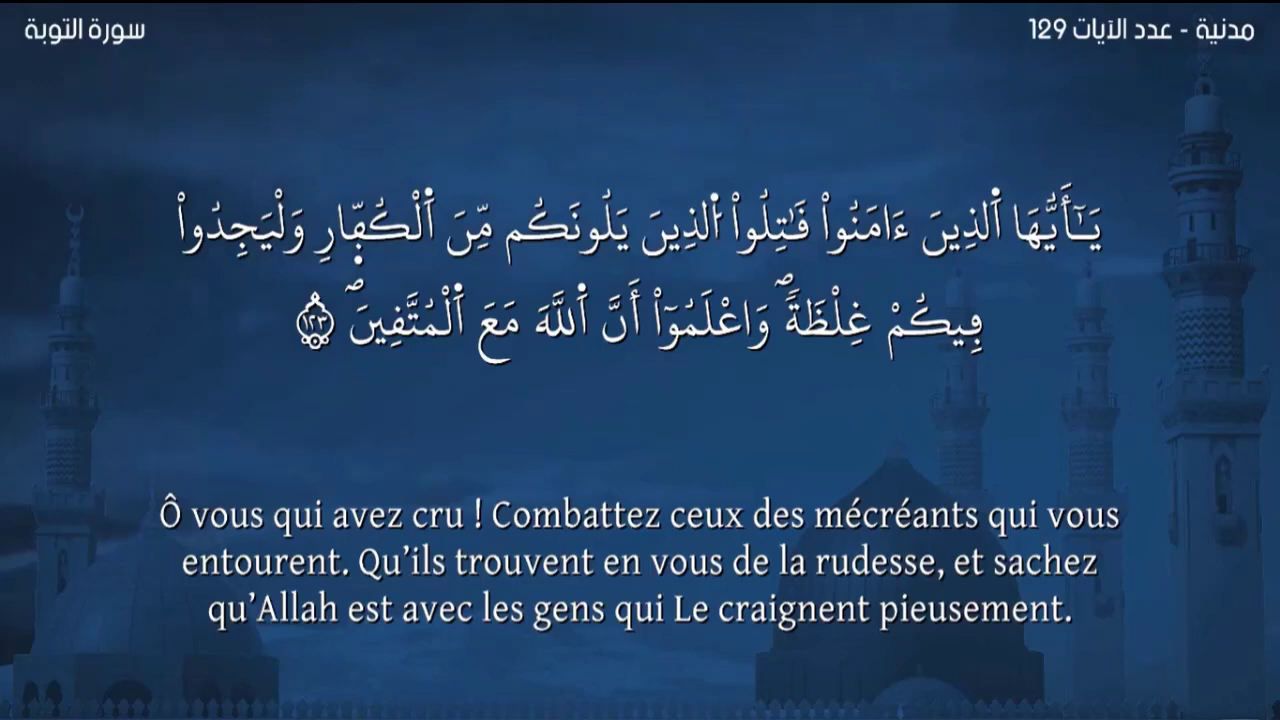 سورة التوبة
مدنية - عدد الآيات 129
يَـٰٓأَيُّهَا ٱلَّذِينَ ءَامَنُوا۟ قَـٰتِلُوا۟ ٱلَّذِينَ يَلُونَكُم مِّنَ ٱلْكُفّ۪ارِ وَلْيَجِدُوا۟
فِيكُمْ غِلْظَةًۖ وَاعْلَمُوٓا۟ أَنَّ ٱللَّهَ مَعَ ٱلْمُتَّقِينَۖ ١٢٣
Ô vous qui avez cru ! Combattez ceux des mécréants qui vous
entourent. Qu’ils trouvent en vous de la rudesse, et sachez
qu’Allah est avec les gens qui Le craignent pieusement.